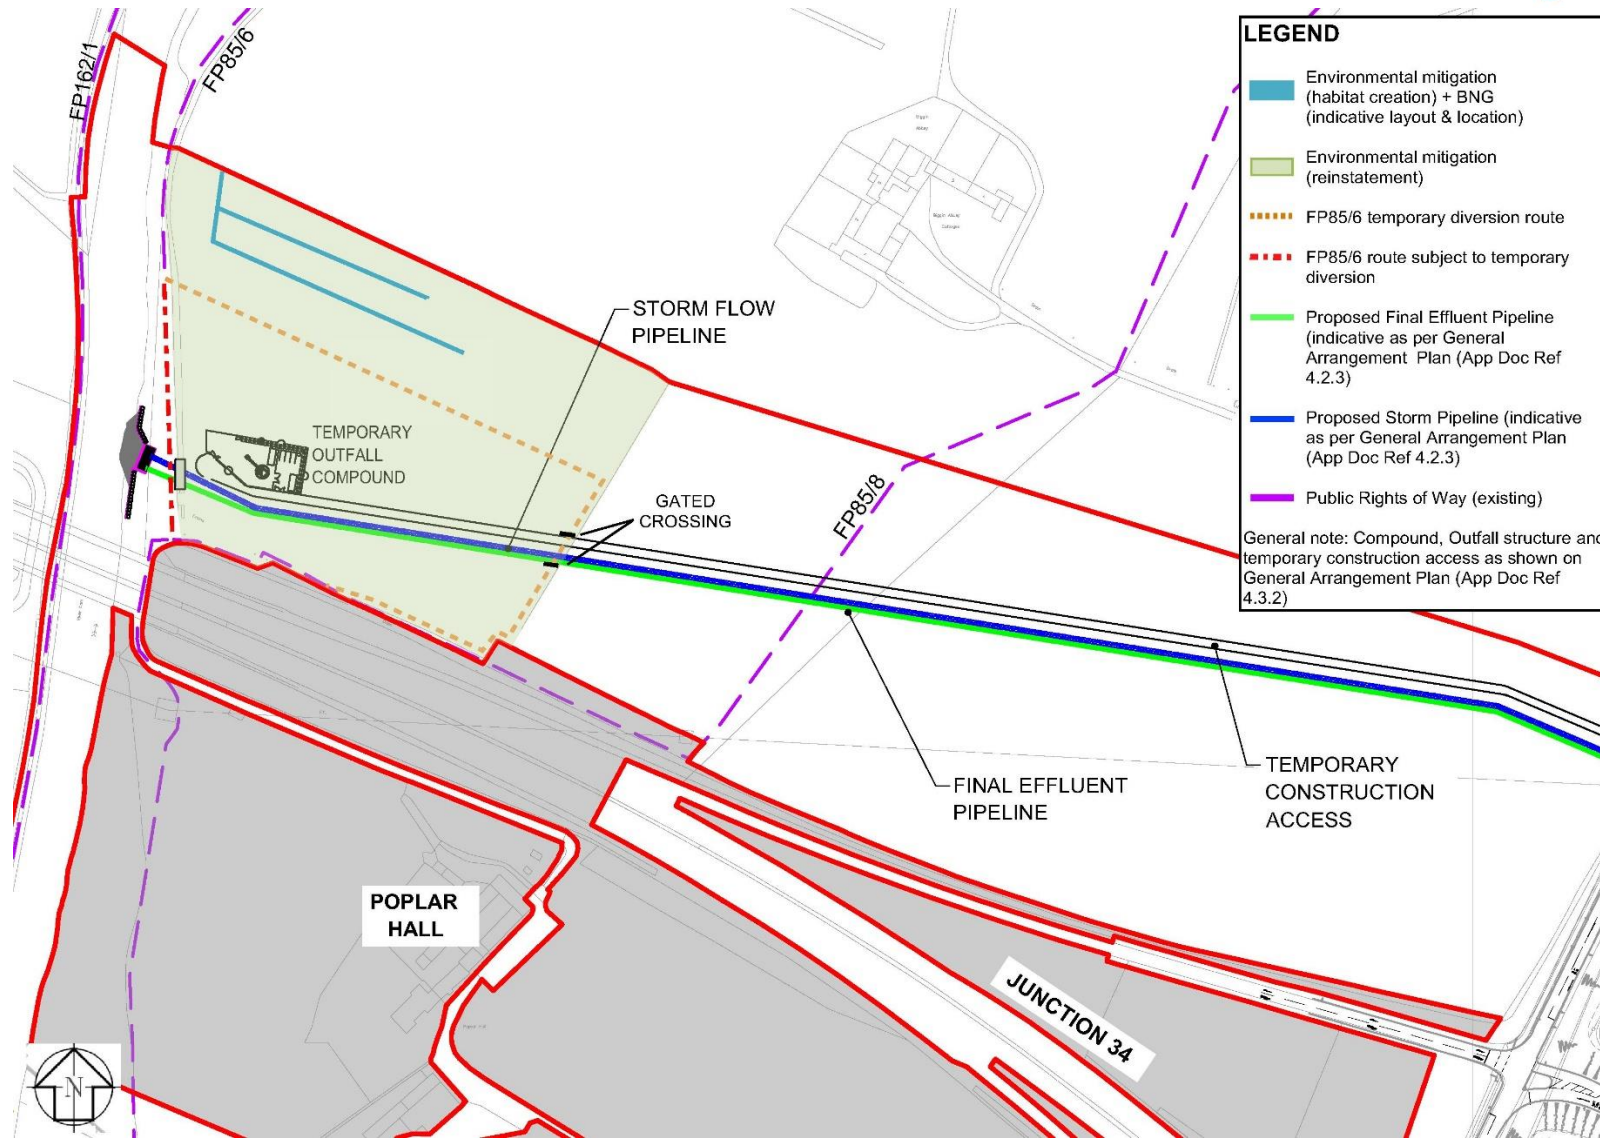 FP162/1
FP85/6
LEGEND
Environmental mitigation
(habitat creation) + BNG
(indicative layout & location)
Environmental mitigation
(reinstatement)
FP85/6 temporary diversion route
FP85/6 route subject to temporary
diversion
Proposed Final Effluent Pipeline
(indicative as per General
Arrangement Plan (App Doc Ref
4.2.3)
Proposed Storm Pipeline (indicative
as per General Arrangement Plan
(App Doc Ref 4.2.3)
Public Rights of Way (existing)
General note: Compound, Outfall structure and
temporary construction access as shown on
General Arrangement Plan (App Doc Ref
4.3.2)
STORM FLOW
PIPELINE
TEMPORARY
OUTFALL
COMPOUND
GATED
CROSSING
FP85/8
FINAL EFFLUENT
PIPELINE
TEMPORARY
CONSTRUCTION
ACCESS
POPLAR
HALL
JUNCTION 34
N